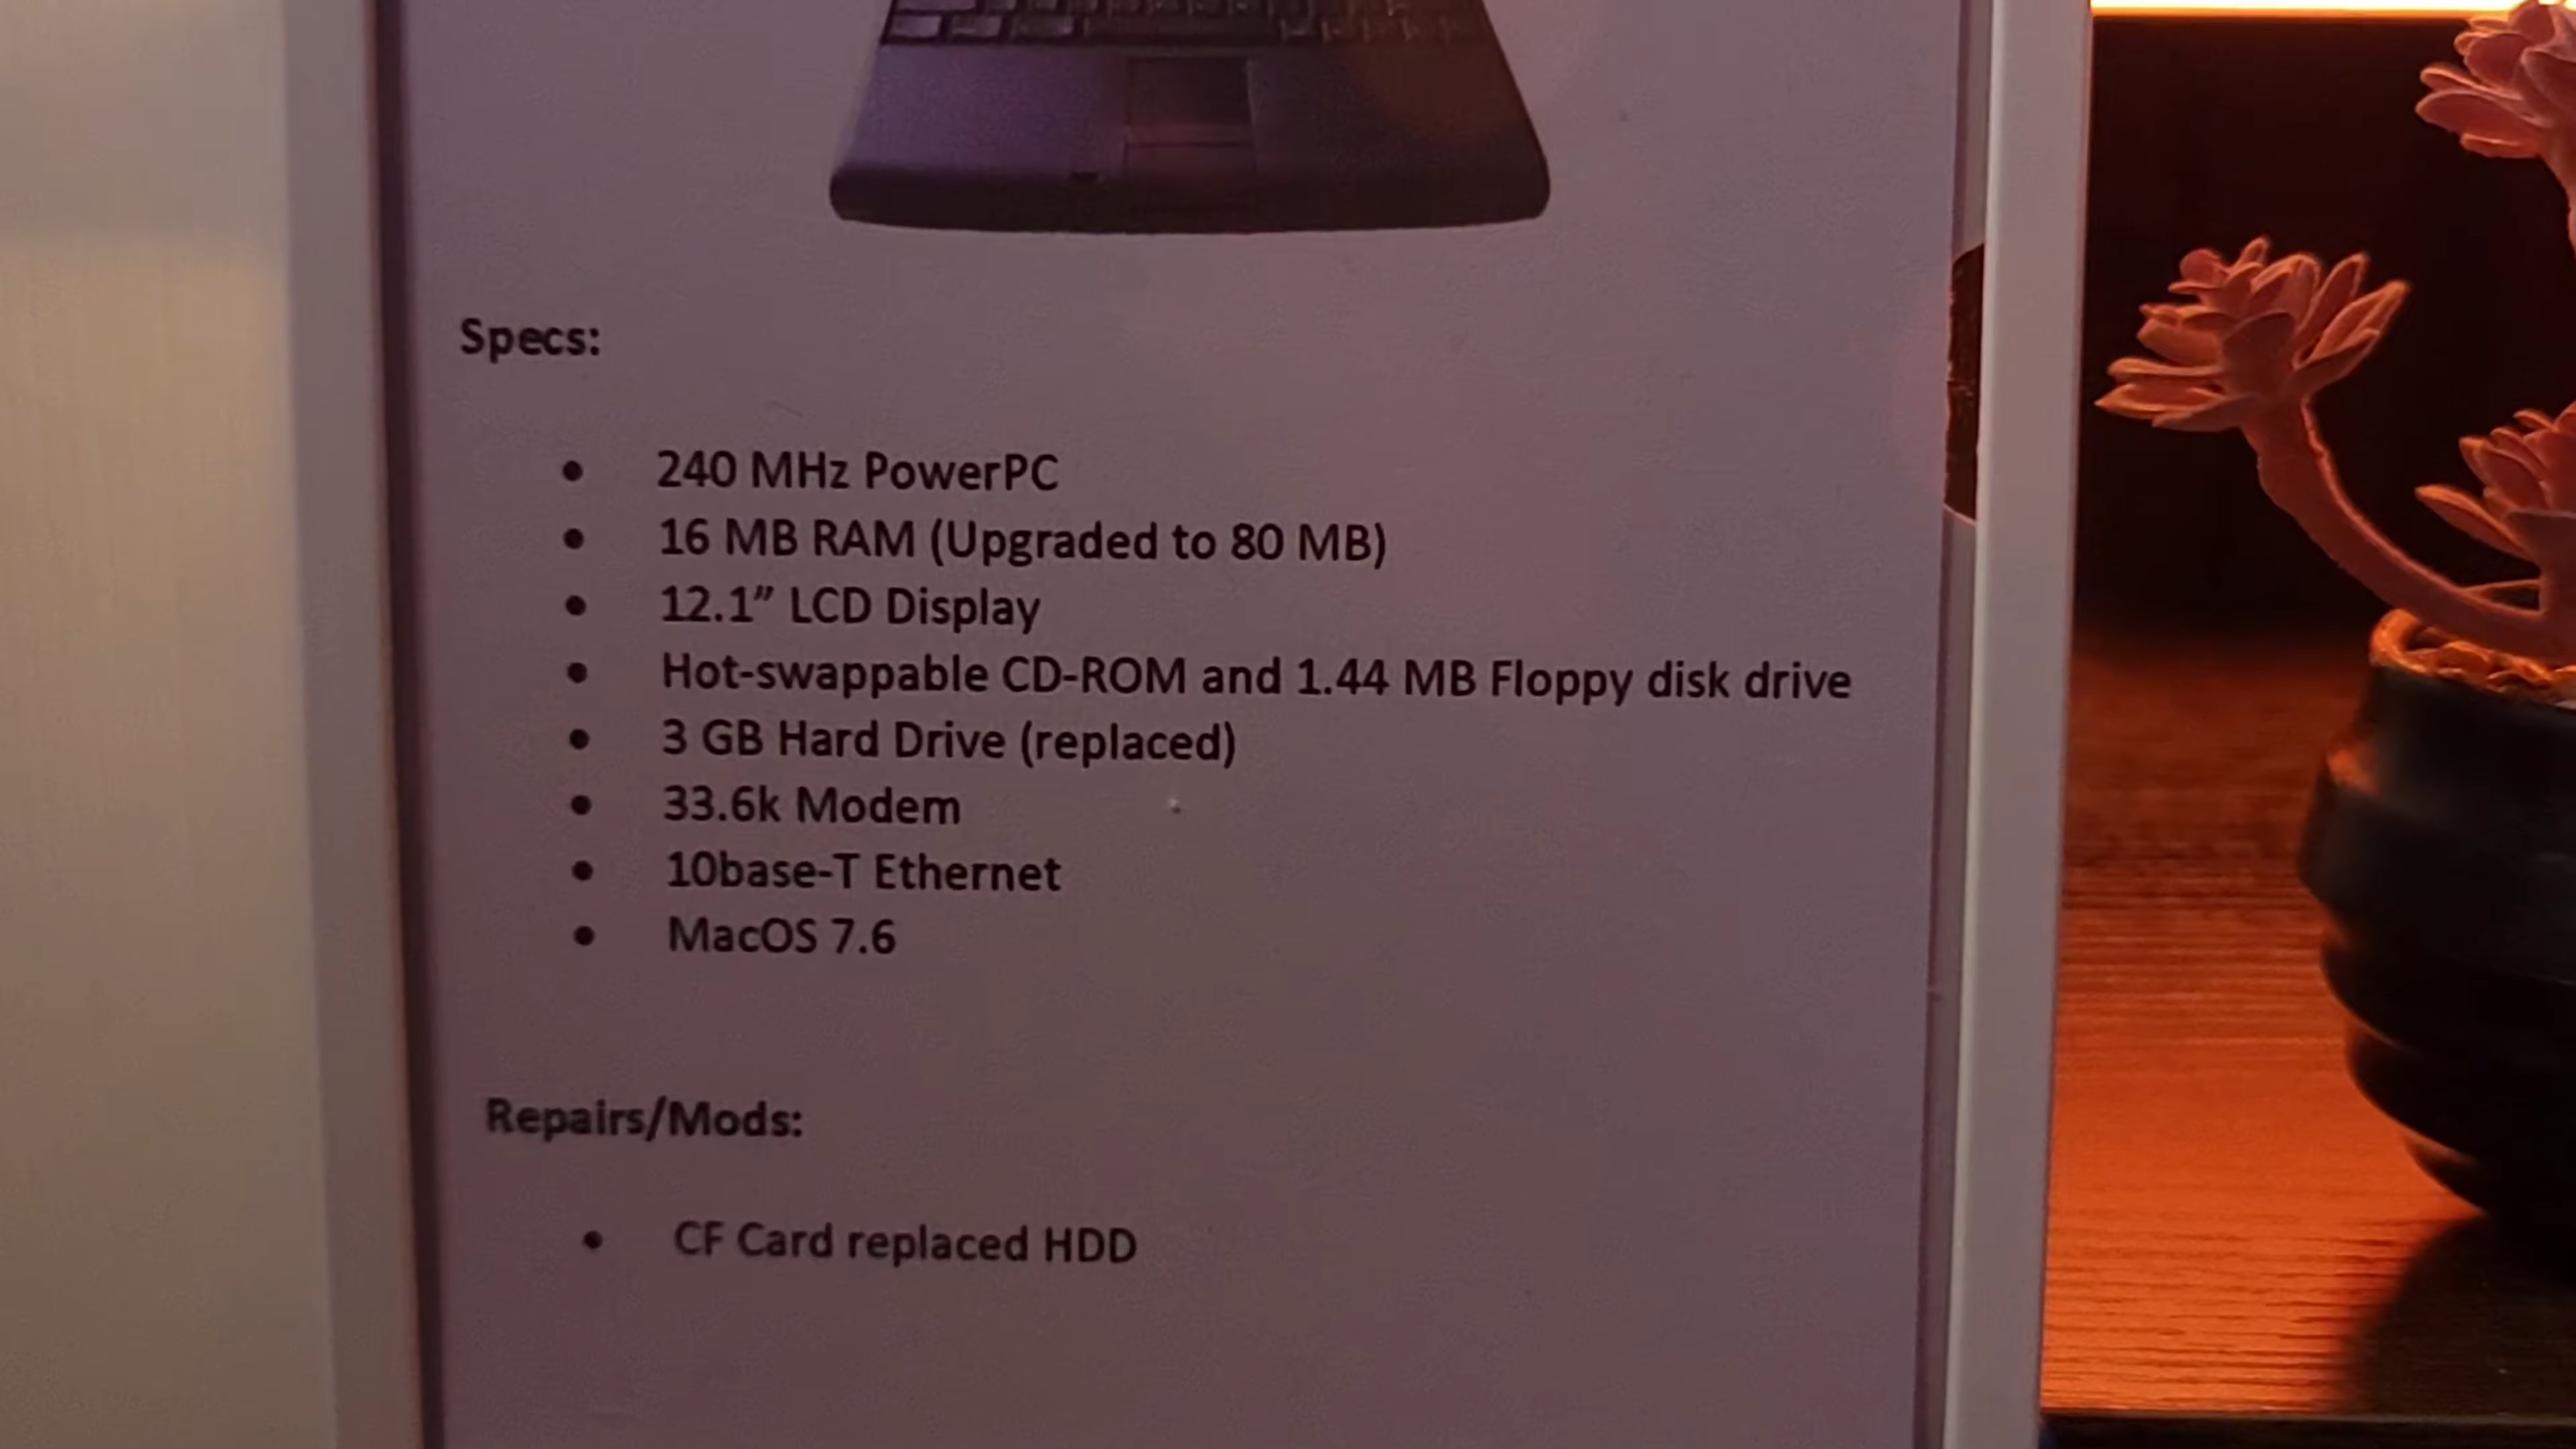 Specs:
• 240 MHz PowerPC
• 16 MB RAM (Upgraded to 80 MB)
• 12.1” LCD Display
• Hot-swappable CD-ROM and 1.44 MB Floppy disk drive
• 3 GB Hard Drive (replaced)
• 33.6k Modem
• 10base-T Ethernet
• MacOS 7.6
Repairs/Mods:
• CF Card replaced HDD